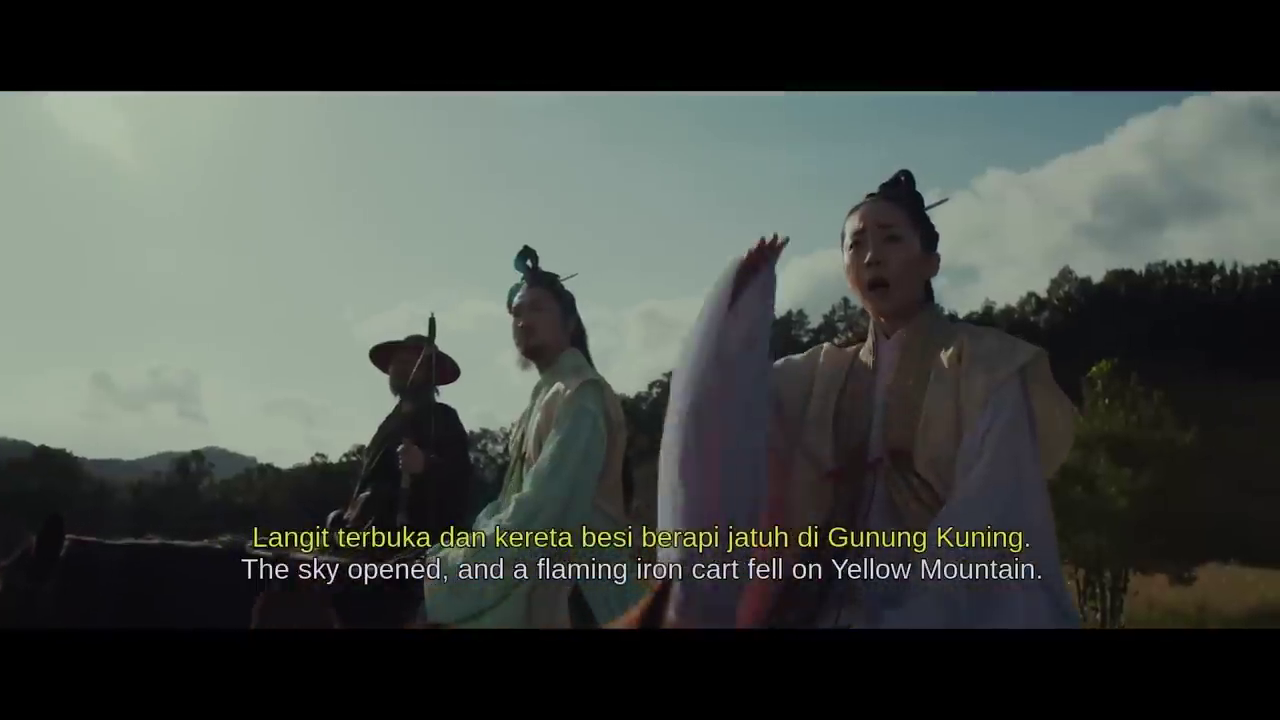 Langit terbuka dan kereta besi berapi jatuh di Gunung Kuning.
The sky opened, and a flaming iron cart fell on Yellow Mountain.